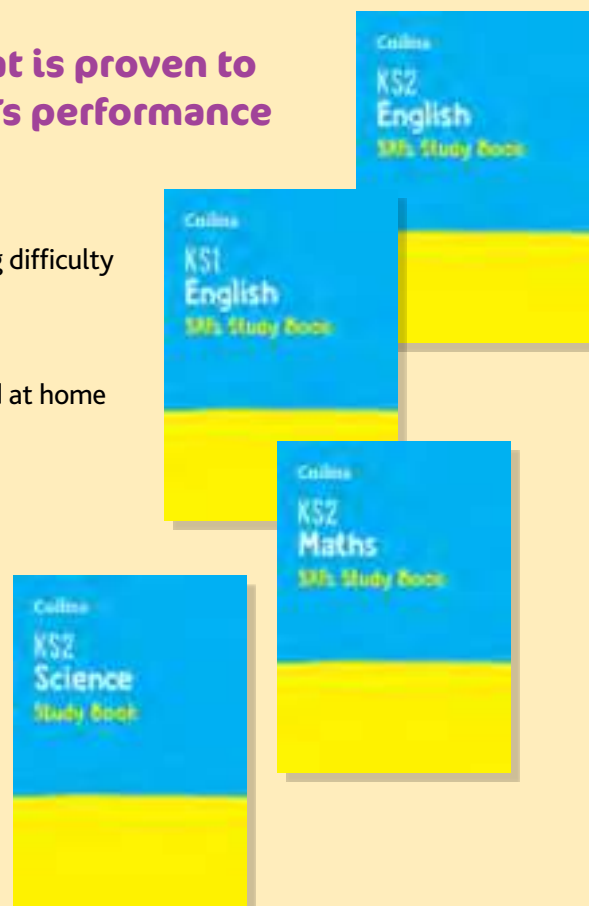 t is proven to
's performance
Collins
KS2
English
SATs Study Book
difficulty
Collins
KS1
English
SATs Study Book
at home
Collins
KS2
Maths
SATs Study Book
Collins
KS2
Science
Study Book